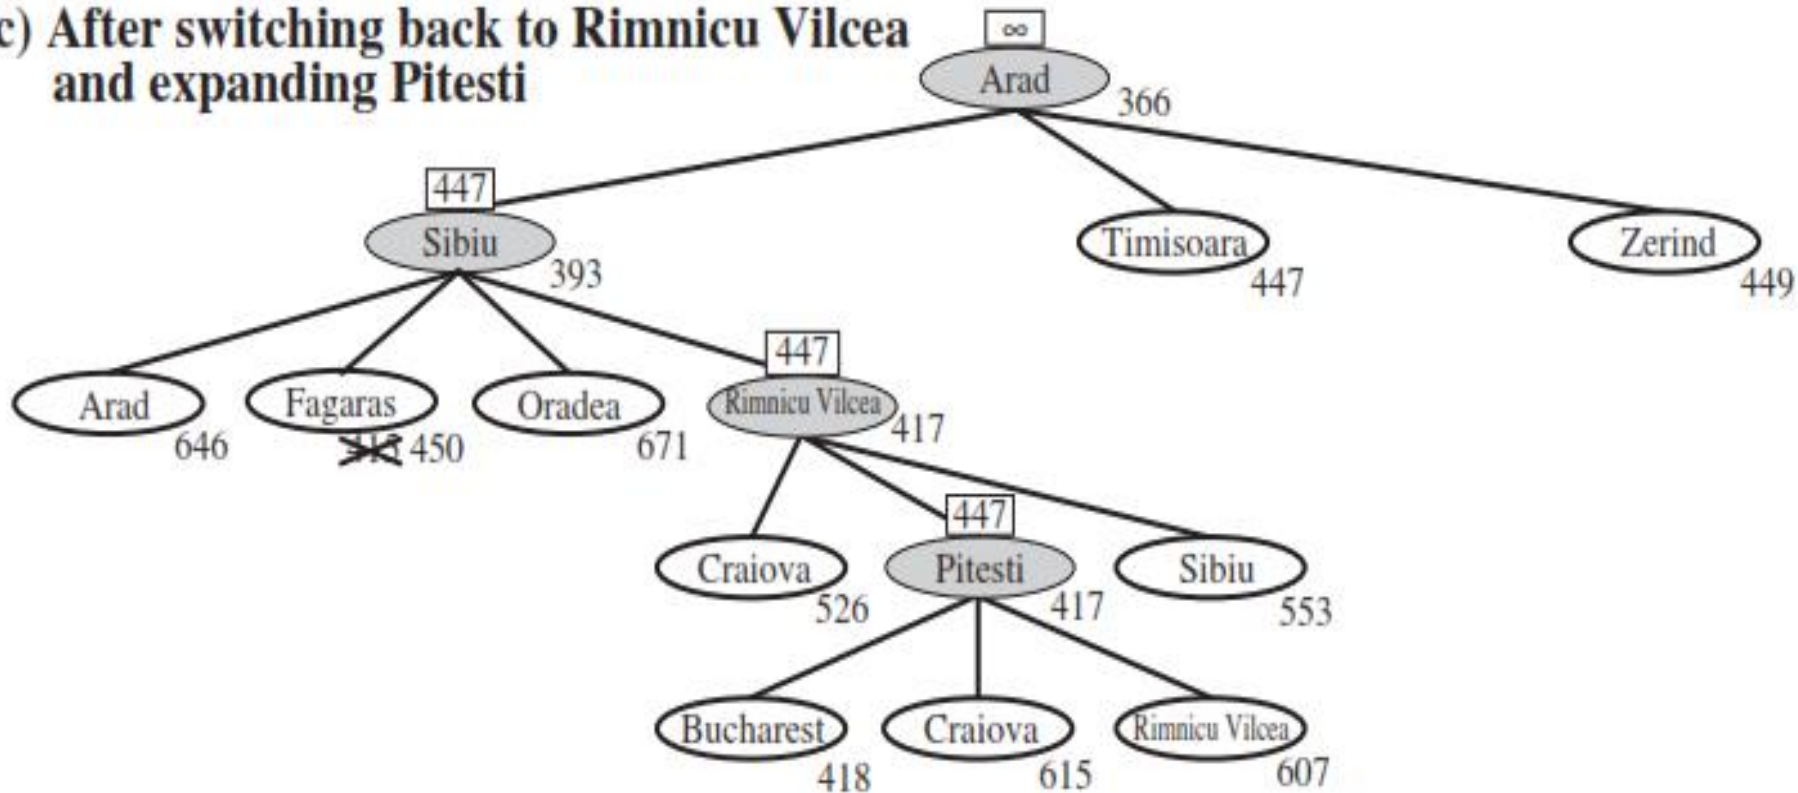 c) After switching back to Rimnicu Vilcea
and expanding Pitesti
∞
Arad
366
447
Sibiu
393
Timisoara
447
Zerind
449
447
Arad
646
Fagaras
415 450
Oradea
671
Rimnicu Vilcea
417
447
Craiova
526
Pitesti
417
Sibiu
553
Bucharest
418
Craiova
615
Rimnicu Vilcea
607